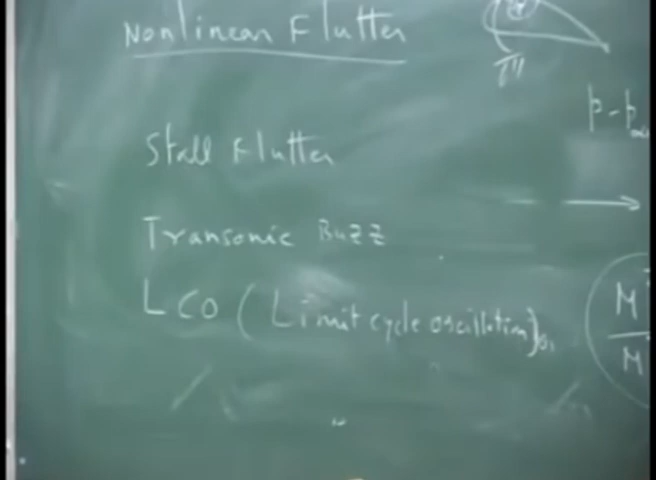 Nonlinear Flutter
Stall Flutter
Transonic Buzz
LCO (Limit cycle oscillation)
p - p
M
M